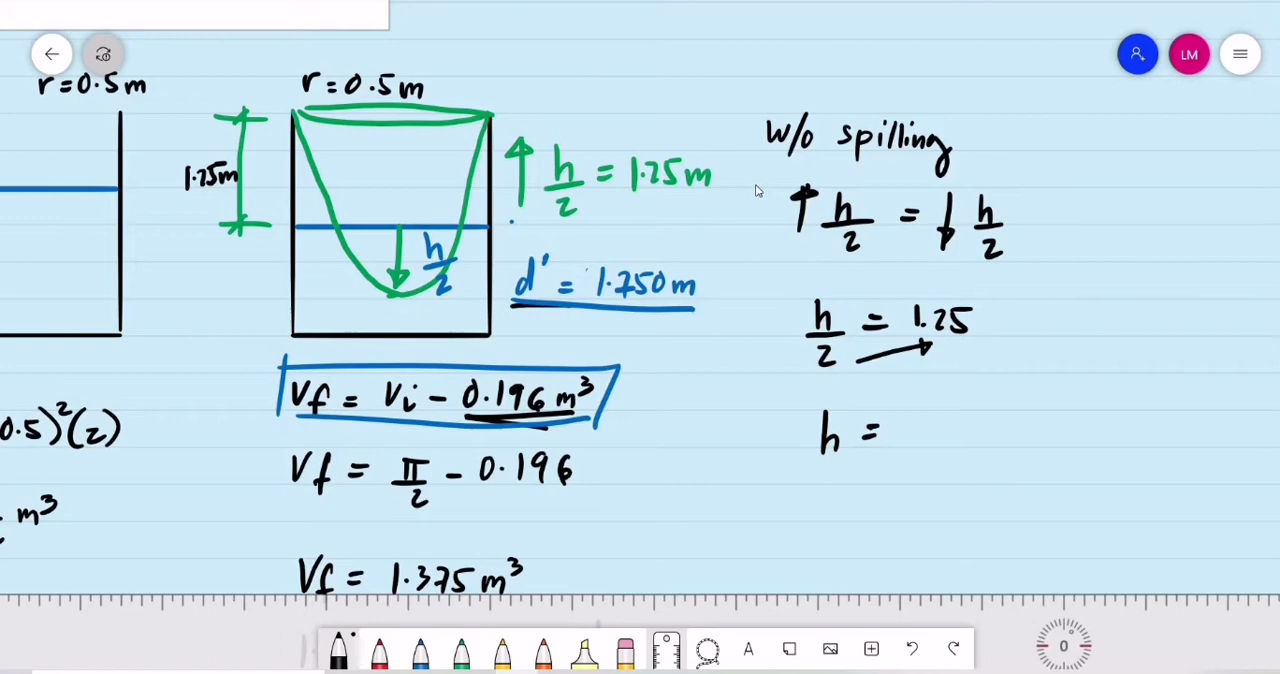 LM
r = 0.5m
r = 0.5m
1.25m
h/2 = 1.25m
h/2
d' = 1.750m
Vf = Vi - 0.196 m³
Vf = π/2 - 0.196
Vf = 1.375 m³
0.5)²(2)
m³
w/o spilling
↑ h/2 = ↓ h/2
h/2 = 1.25
h =
A
0°